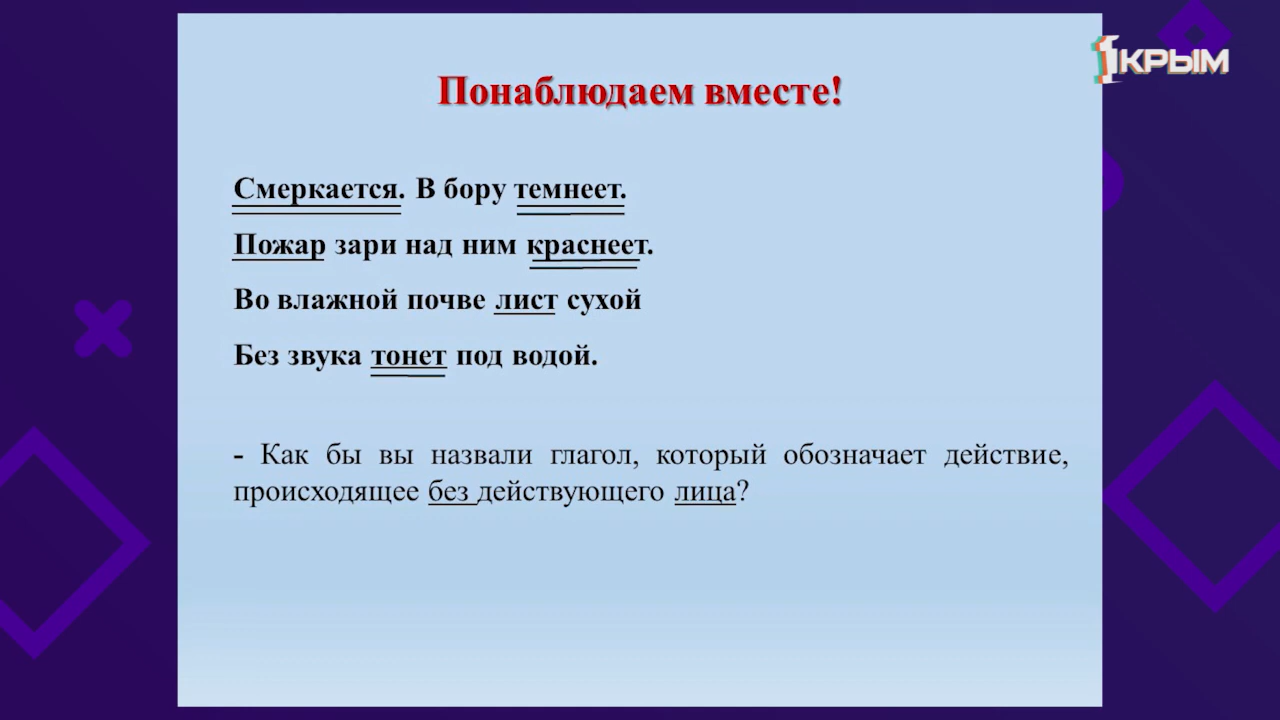 1КРЫМ
Понаблюдаем вместе!
Смеркается. В бору темнеет.
Пожар зари над ним краснеет.
Во влажной почве лист сухой
Без звука тонет под водой.
- Как бы вы назвали глагол, который обозначает действие,
происходящее без действующего лица?